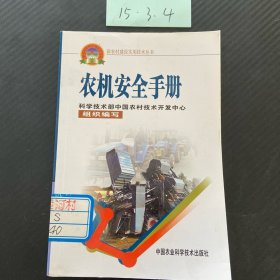 15.3.4
新农村建设实用技术丛书
农机安全手册
科学技术部中国农村技术开发中心
组织编写
S
40
中国农业科学技术出版社